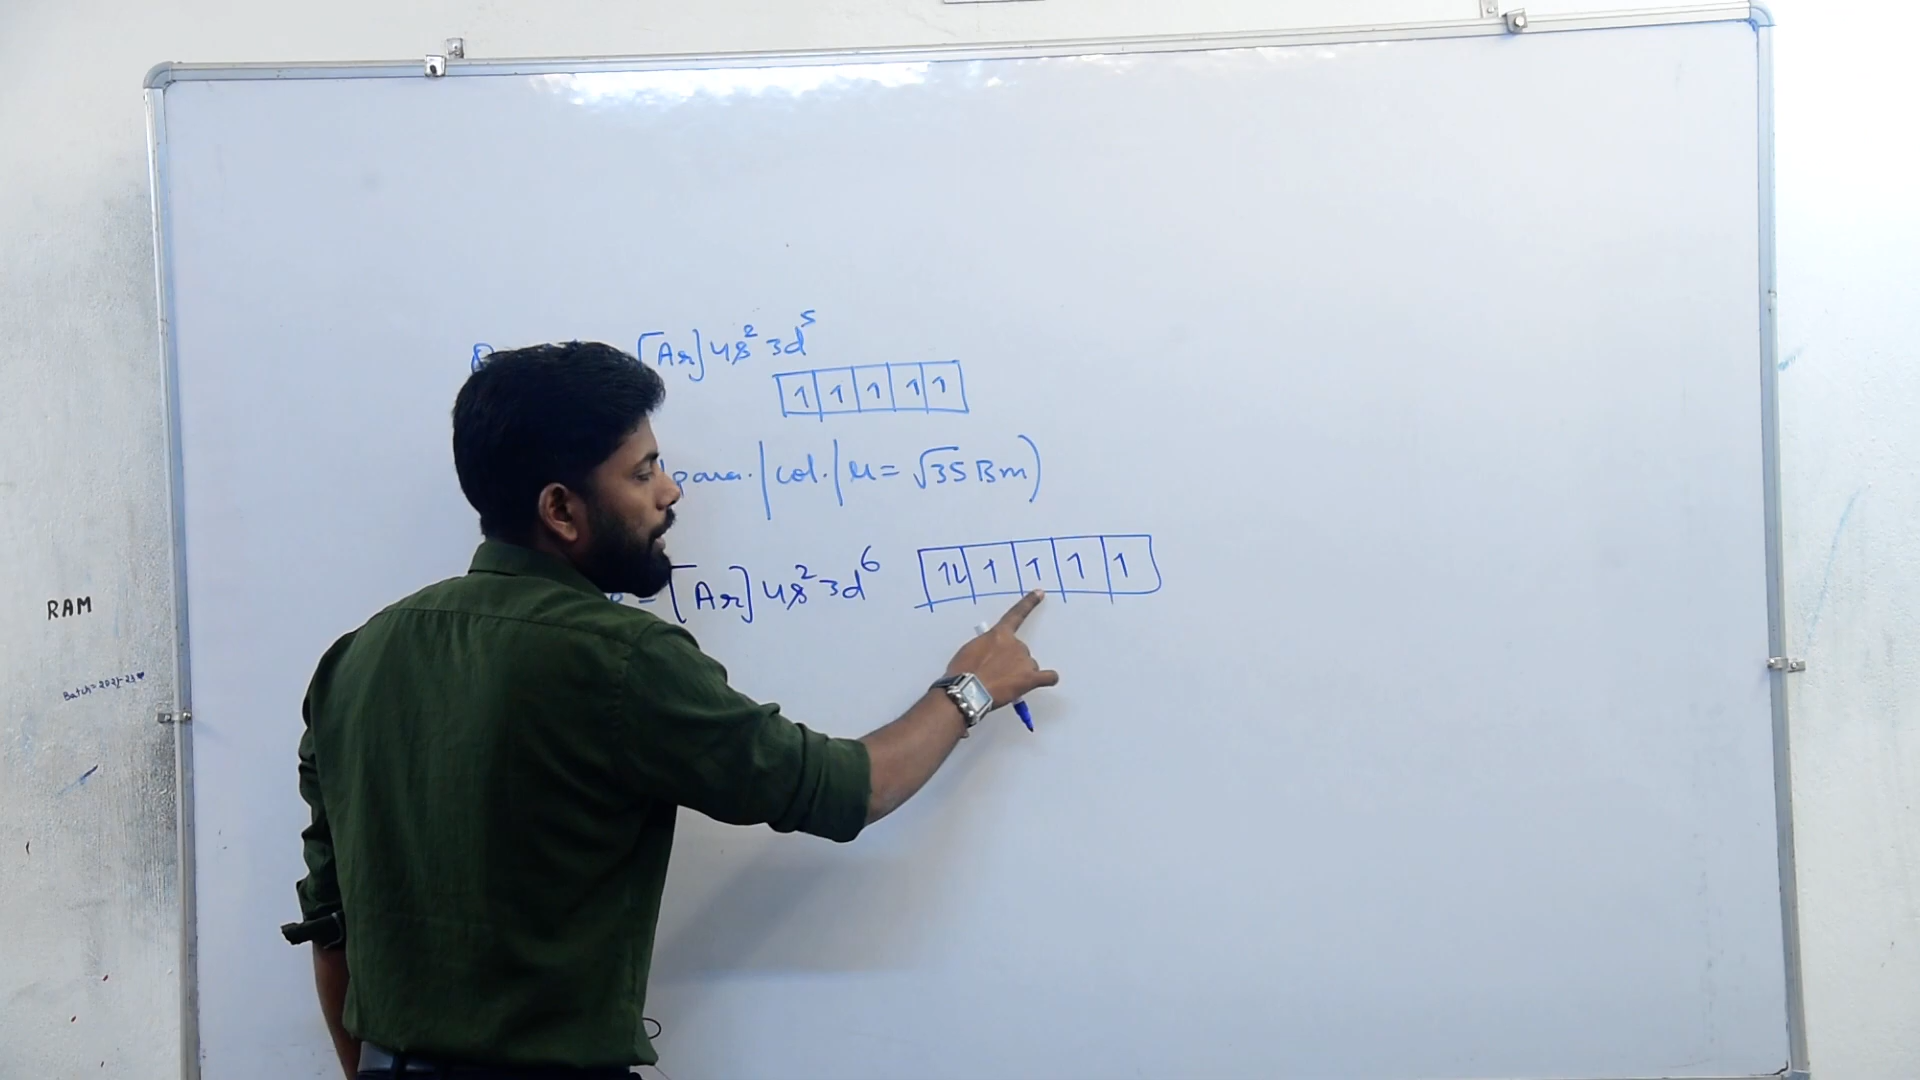 [Ar] 4s² 3d⁵
1 1 1 1 1
para. | col. | μ = √35 Bm)
= [Ar] 4s² 3d⁶ 1L 1 1 1 1
RAM